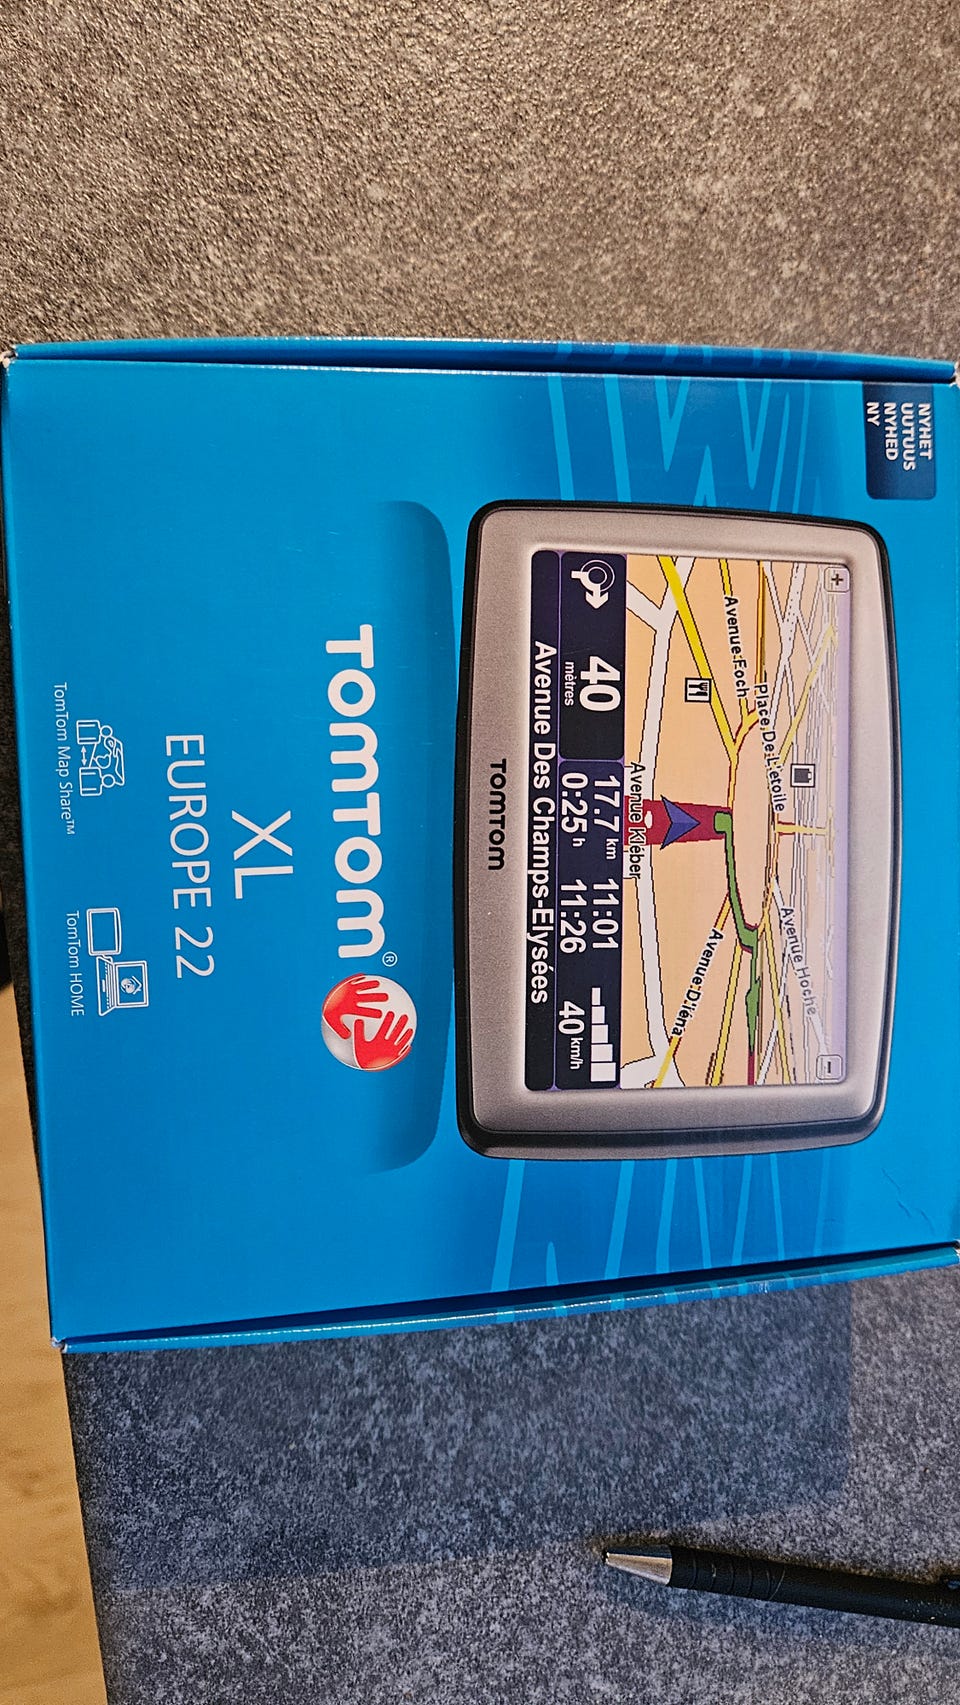 NYHET
UUTUUS
NYHED
NY
+
−
Avenue Foch
Place De L'étoile
Avenue Hoche
Avenue Kléber
Avenue D'Iéna
40
mètres
17.7 km 11:01
0:25 h 11:26 40 km/h
Avenue Des Champs-Elysées
TOMTOM
TOMTOM®
XL
EUROPE 22
TomTom Map Share™
TomTom HOME